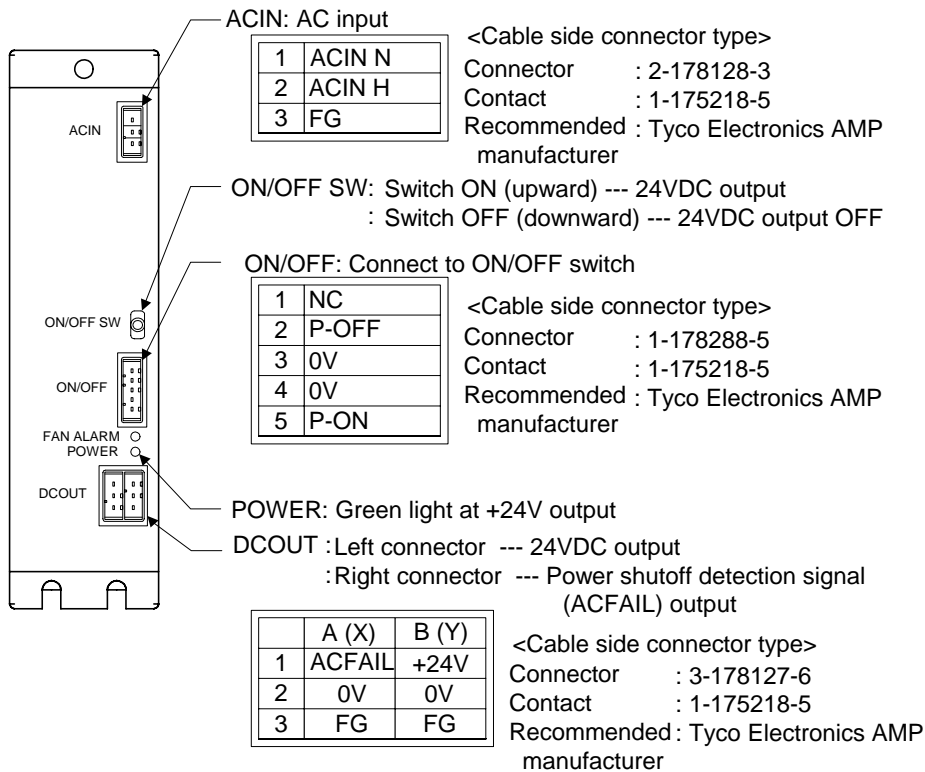 ACIN: AC input
1 ACIN N
2 ACIN H
3 FG
<Cable side connector type>
Connector : 2-178128-3
Contact : 1-175218-5
Recommended : Tyco Electronics AMP
manufacturer
ACIN
ON/OFF SW: Switch ON (upward) --- 24VDC output
: Switch OFF (downward) --- 24VDC output OFF
ON/OFF: Connect to ON/OFF switch
1 NC
2 P-OFF
3 0V
4 0V
5 P-ON
<Cable side connector type>
Connector : 1-178288-5
Contact : 1-175218-5
Recommended : Tyco Electronics AMP
manufacturer
ON/OFF SW
ON/OFF
FAN ALARM
POWER
DCOUT
POWER: Green light at +24V output
DCOUT : Left connector --- 24VDC output
: Right connector --- Power shutoff detection signal
(ACFAIL) output
A (X) B (Y)
1 ACFAIL +24V
2 0V 0V
3 FG FG
<Cable side connector type>
Connector : 3-178127-6
Contact : 1-175218-5
Recommended : Tyco Electronics AMP
manufacturer